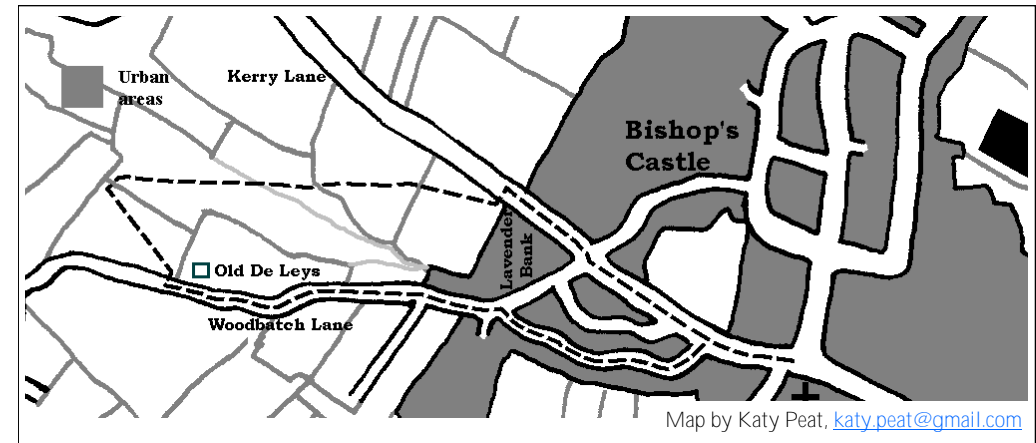 Urban
areas
Kerry Lane
Bishop's
Castle
Lavender
Bank
Old De Leys
Woodbatch Lane
Map by Katy Peat, katy.peat@gmail.com